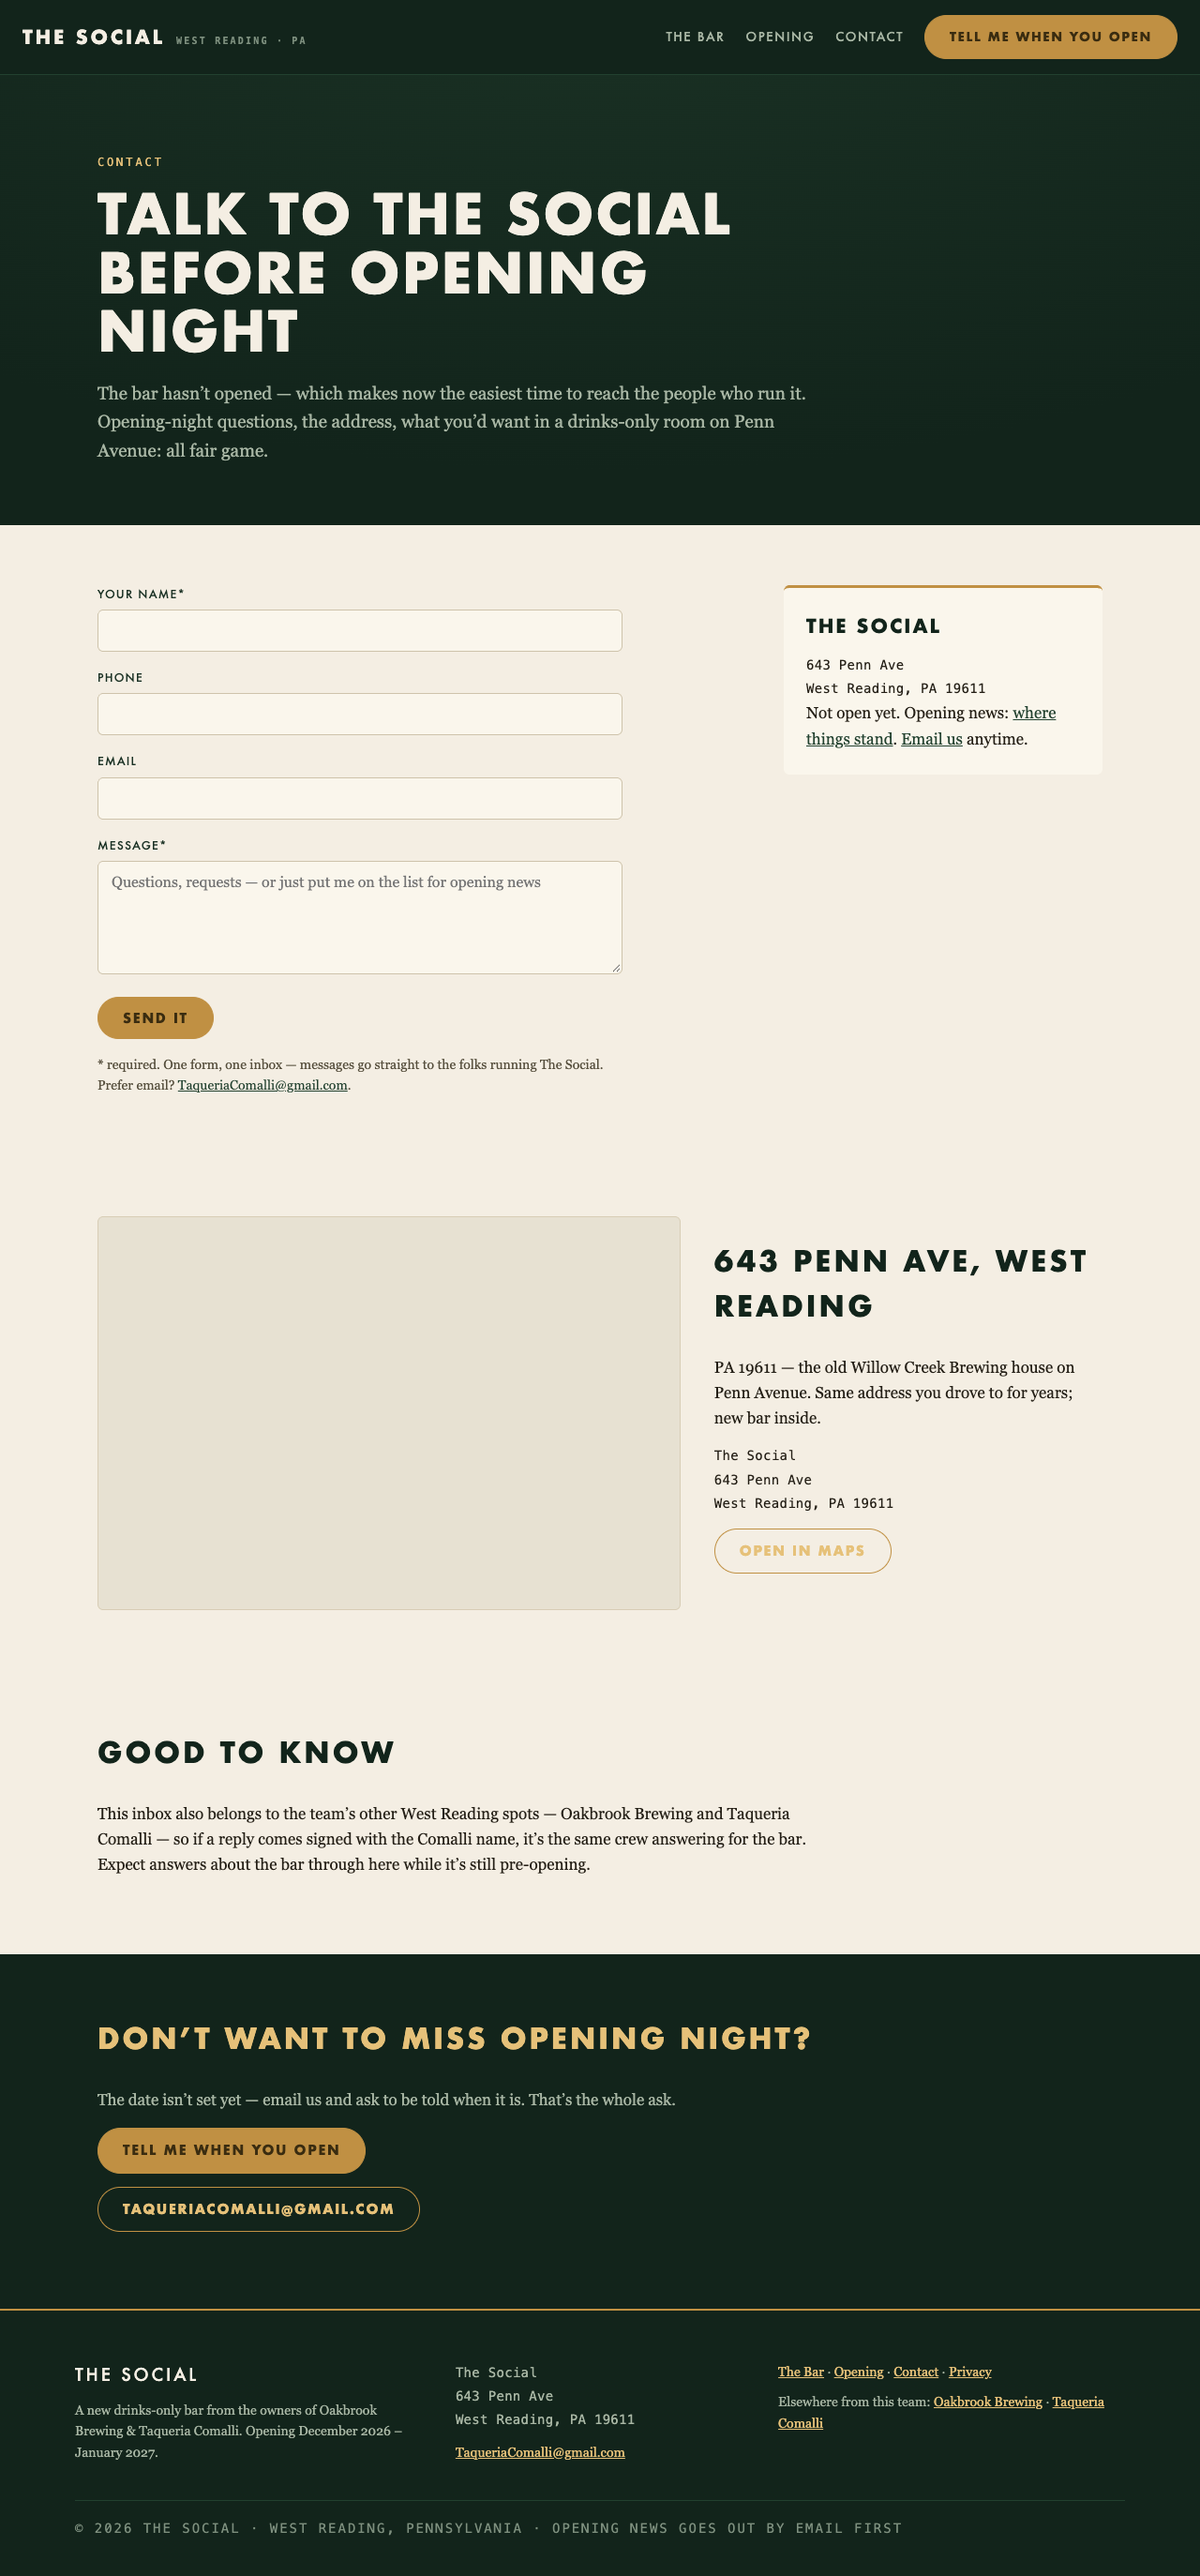 THE SOCIAL WEST READING · PA
THE BAR OPENING CONTACT TELL ME WHEN YOU OPEN
CONTACT
TALK TO THE SOCIAL
BEFORE OPENING
NIGHT
The bar hasn’t opened — which makes now the easiest time to reach the people who run it.
Opening-night questions, the address, what you’d want in a drinks-only room on Penn
Avenue: all fair game.
YOUR NAME*
PHONE
EMAIL
MESSAGE*
Questions, requests — or just put me on the list for opening news
SEND IT
* required. One form, one inbox — messages go straight to the folks running The Social.
Prefer email? TaqueriaComalli@gmail.com.
THE SOCIAL
643 Penn Ave
West Reading, PA 19611
Not open yet. Opening news: where
things stand. Email us anytime.
643 PENN AVE, WEST
READING
PA 19611 — the old Willow Creek Brewing house on
Penn Avenue. Same address you drove to for years;
new bar inside.
The Social
643 Penn Ave
West Reading, PA 19611
OPEN IN MAPS
GOOD TO KNOW
This inbox also belongs to the team’s other West Reading spots — Oakbrook Brewing and Taqueria
Comalli — so if a reply comes signed with the Comalli name, it’s the same crew answering for the bar.
Expect answers about the bar through here while it’s still pre-opening.
DON’T WANT TO MISS OPENING NIGHT?
The date isn’t set yet — email us and ask to be told when it is. That’s the whole ask.
TELL ME WHEN YOU OPEN
TAQUERIACOMALLI@GMAIL.COM
THE SOCIAL
A new drinks-only bar from the owners of Oakbrook
Brewing & Taqueria Comalli. Opening December 2026 –
January 2027.
The Social
643 Penn Ave
West Reading, PA 19611
TaqueriaComalli@gmail.com
The Bar · Opening · Contact · Privacy
Elsewhere from this team: Oakbrook Brewing · Taqueria
Comalli
© 2026 THE SOCIAL · WEST READING, PENNSYLVANIA · OPENING NEWS GOES OUT BY EMAIL FIRST